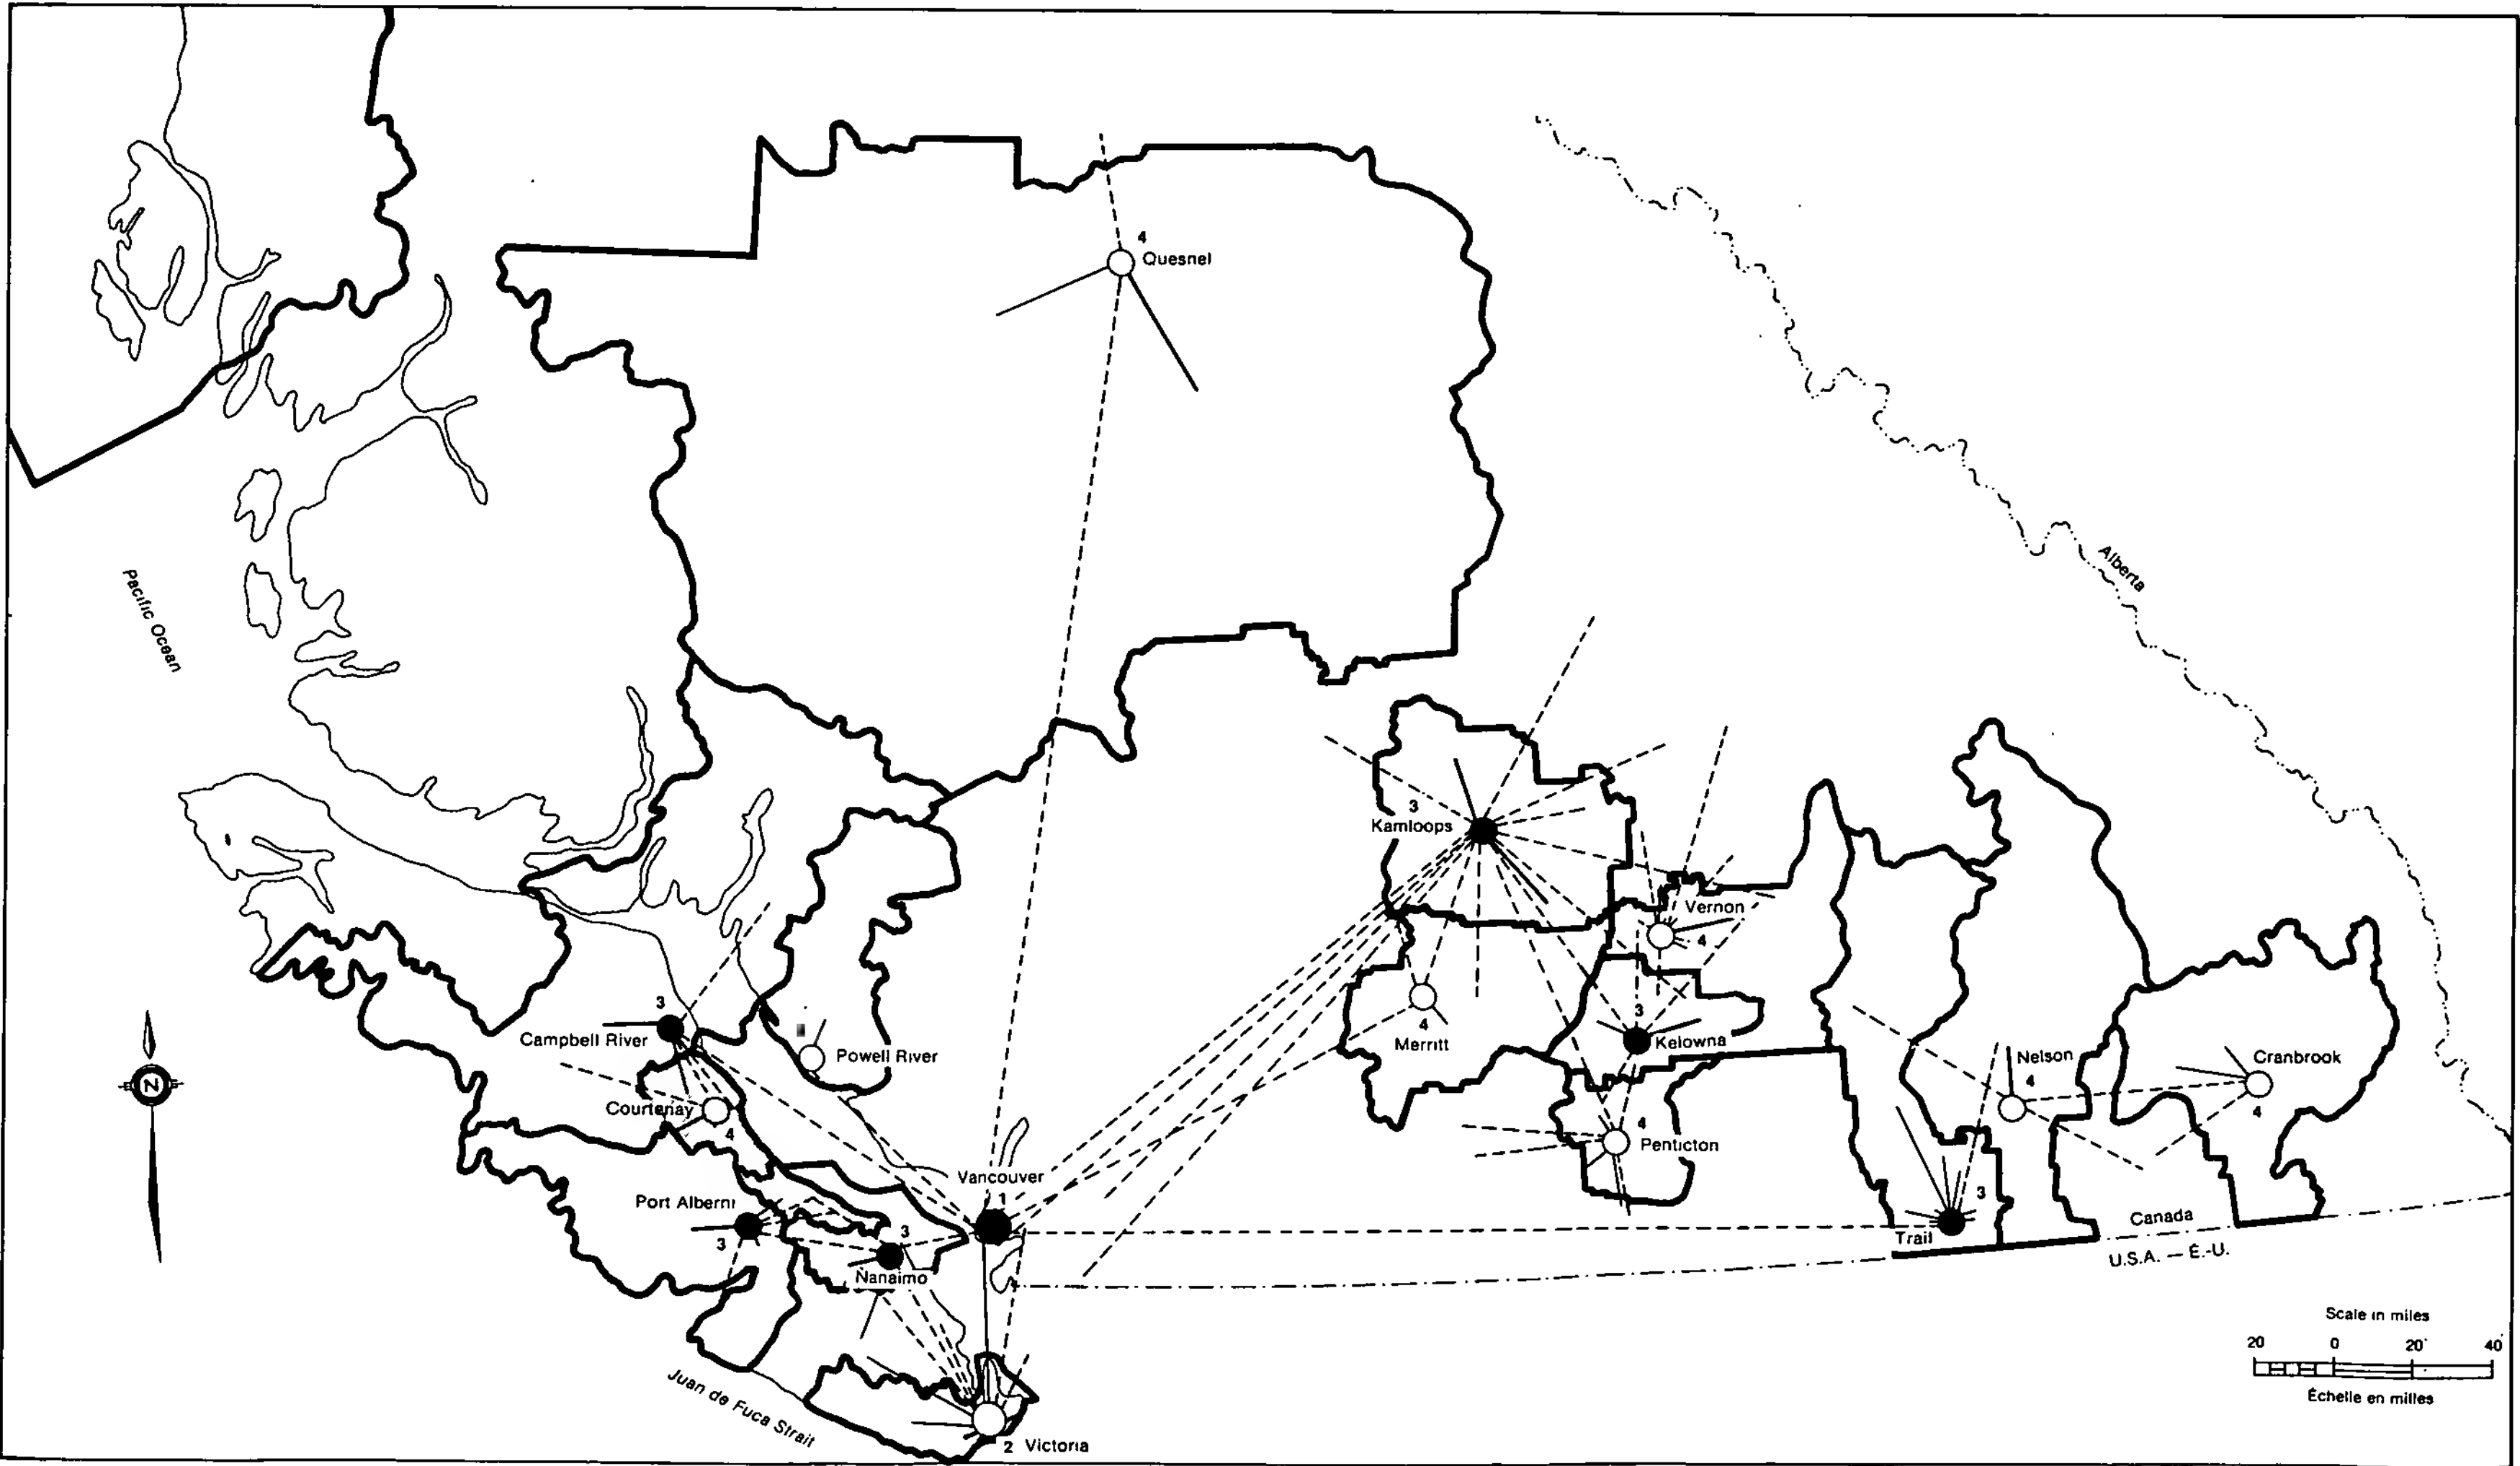 4
Quesnel
Alberta
Pacific Ocean
3
Kamloops
Vernon
4
3
Campbell River
Powell River
4
Merritt
3
Kelowna
Nelson
4
Cranbrook
4
Courtenay
4
4
Penticton
Vancouver
1
Port Alberni
3
3
Nanaimo
3
Trail
Canada
U.S.A. — É.-U.
N
Juan de Fuca Strait
2 Victoria
Scale in miles
20 0 20 40
Échelle en milles